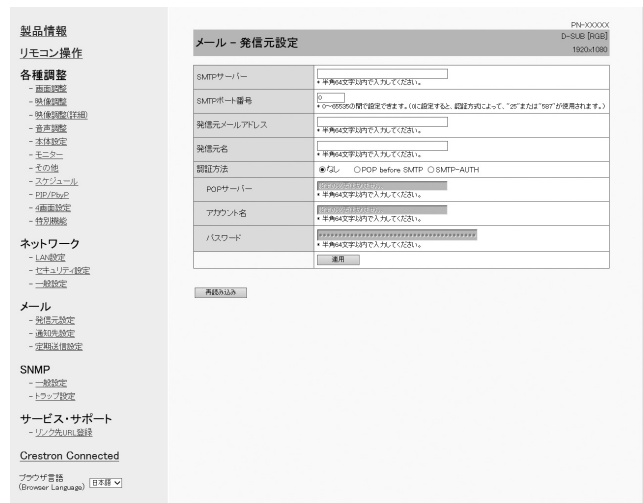 製品情報
リモコン操作
各種調整
- 画面調整
- 映像調整
- 映像調整(詳細)
- 音声調整
- 本体設定
- モニター
- その他
- スケジュール
- PIP/PbyP
- 4画面設定
- 特別機能
ネットワーク
- LAN設定
- セキュリティ設定
- 一般設定
メール
- 発信元設定
- 通知先設定
- 定期送信設定
SNMP
- 一般設定
- トラップ設定
サービス・サポート
- リンク先URL登録
Crestron Connected
ブラウザ言語
(Browser Language) 日本語
PN-XXXXX
メール - 発信元設定
D-SUB [RGB]
1920x1080
SMTPサーバー
* 半角64文字以内で入力してください。
SMTPポート番号
0
* 0~65535の間で設定できます。(0に設定すると、認証方式によって、"25"または"587"が使用されます。)
発信元メールアドレス
* 半角64文字以内で入力してください。
発信元名
* 半角64文字以内で入力してください。
認証方法
なし POP before SMTP SMTP-AUTH
POPサーバー
* 半角64文字以内で入力してください。
アカウント名
* 半角64文字以内で入力してください。
パスワード
* 半角64文字以内で入力してください。
適用
再読み込み